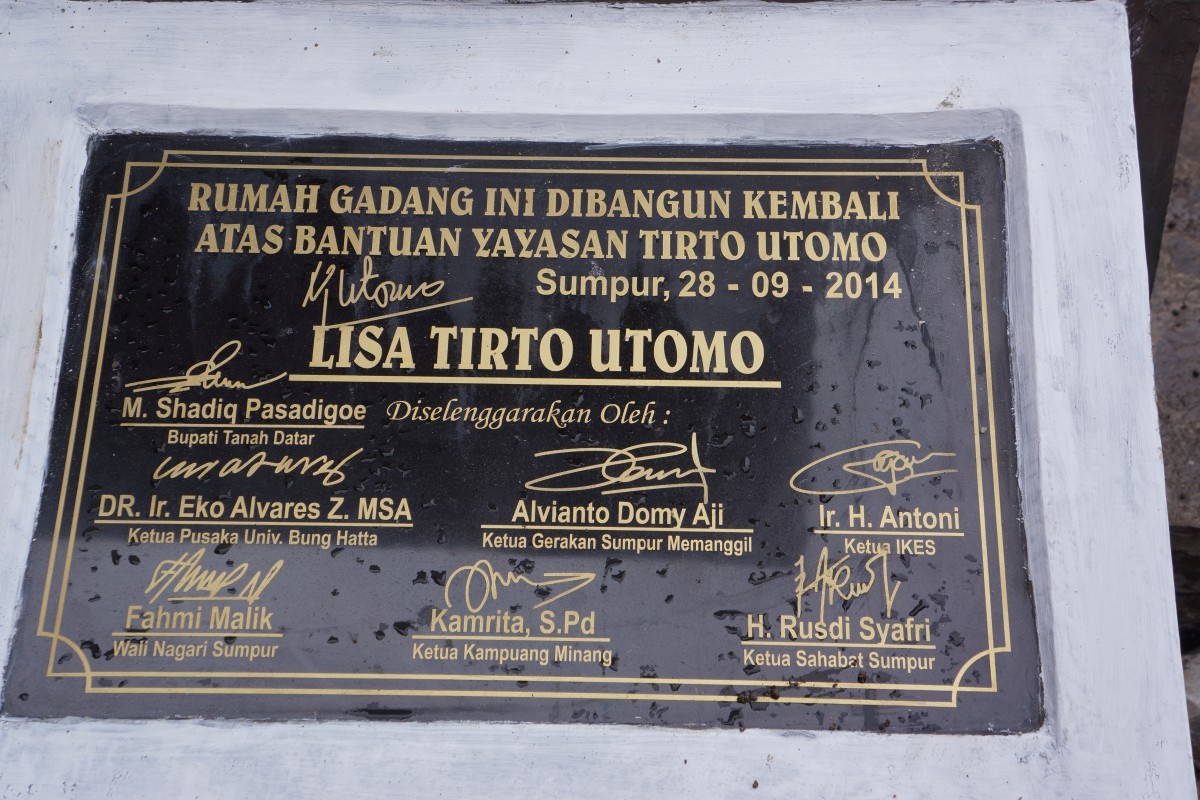 RUMAH GADANG INI DIBANGUN KEMBALI
ATAS BANTUAN YAYASAN TIRTO UTOMO
Sumpur, 28 - 09 - 2014
LISA TIRTO UTOMO
M. Shadiq Pasadigoe
Bupati Tanah Datar
Diselenggarakan Oleh :
DR. Ir. Eko Alvares Z. MSA
Ketua Pusaka Univ. Bung Hatta
Alvianto Domy Aji
Ketua Gerakan Sumpur Memanggil
Ir. H. Antoni
Ketua IKES
Fahmi Malik
Wali Nagari Sumpur
Kamrita, S.Pd
Ketua Kampuang Minang
H. Rusdi Syafri
Ketua Sahabat Sumpur